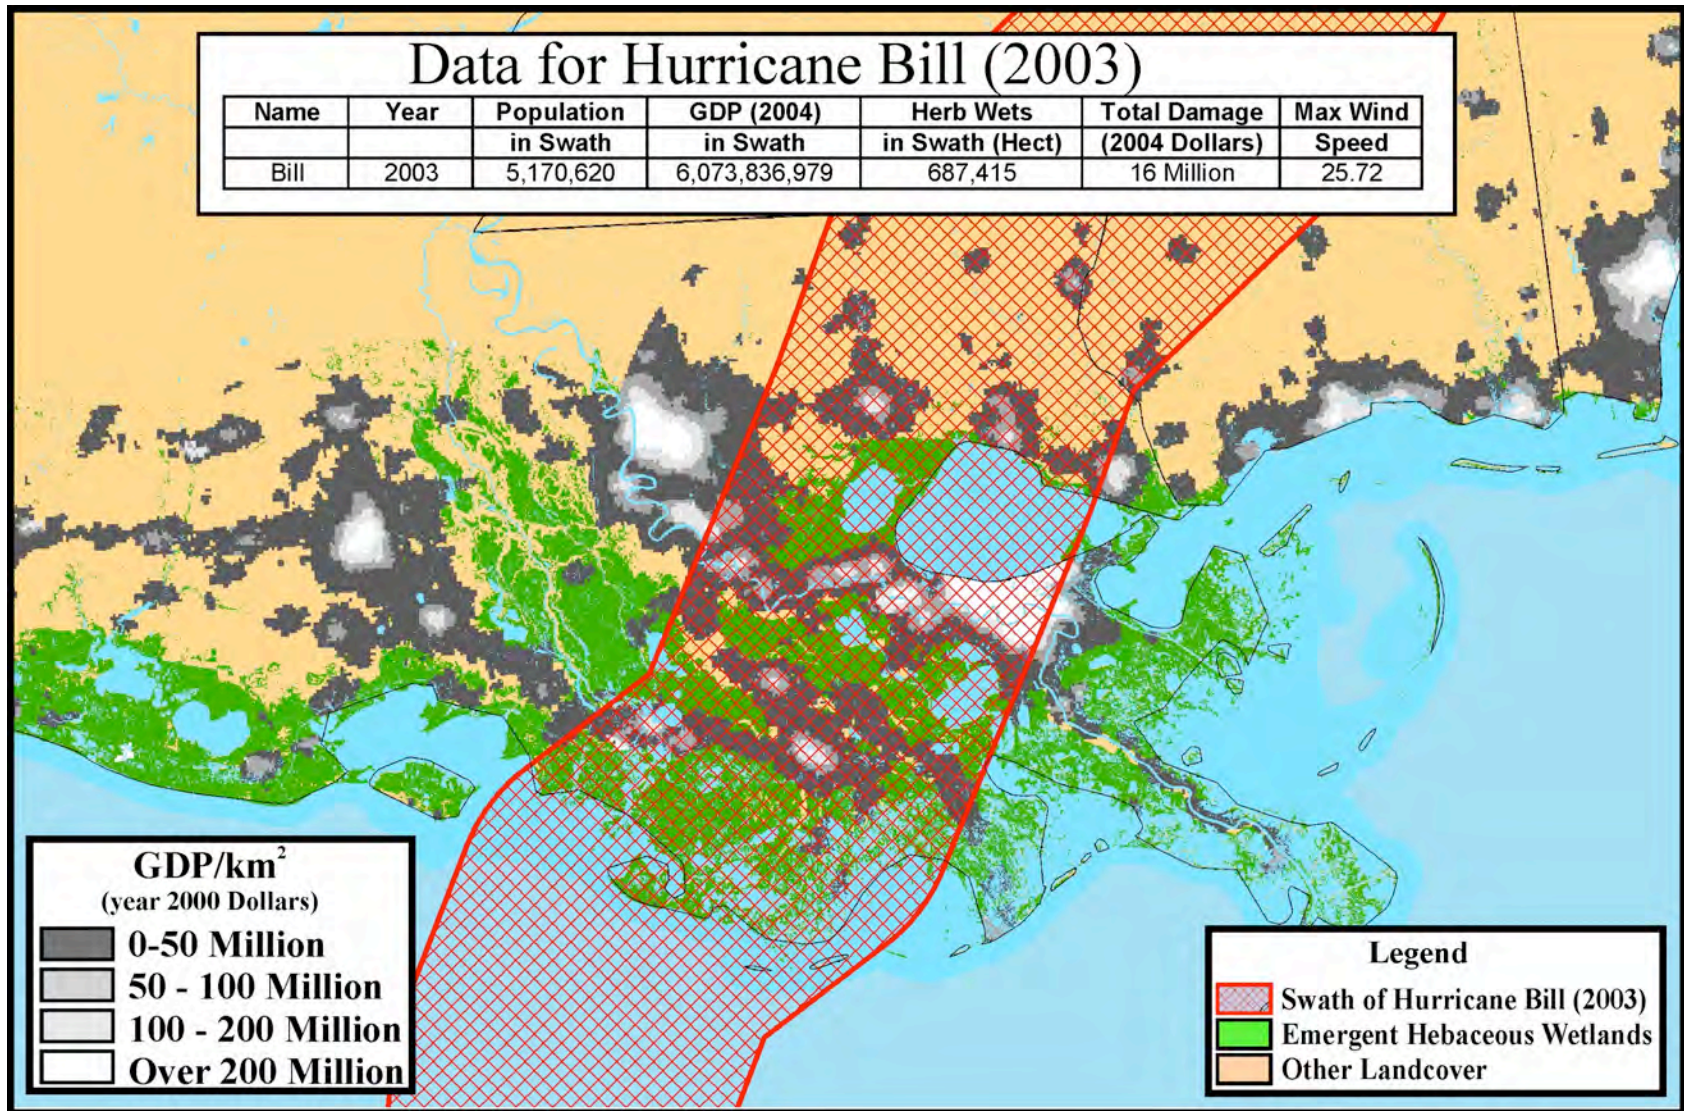 Data for Hurricane Bill (2003)
Name Year Population GDP (2004) Herb Wets Total Damage Max Wind
in Swath in Swath in Swath (Hect) (2004 Dollars) Speed
Bill 2003 5,170,620 6,073,836,979 687,415 16 Million 25.72
GDP/km²
(year 2000 Dollars)
0-50 Million
50 - 100 Million
100 - 200 Million
Over 200 Million
Legend
Swath of Hurricane Bill (2003)
Emergent Hebaceous Wetlands
Other Landcover